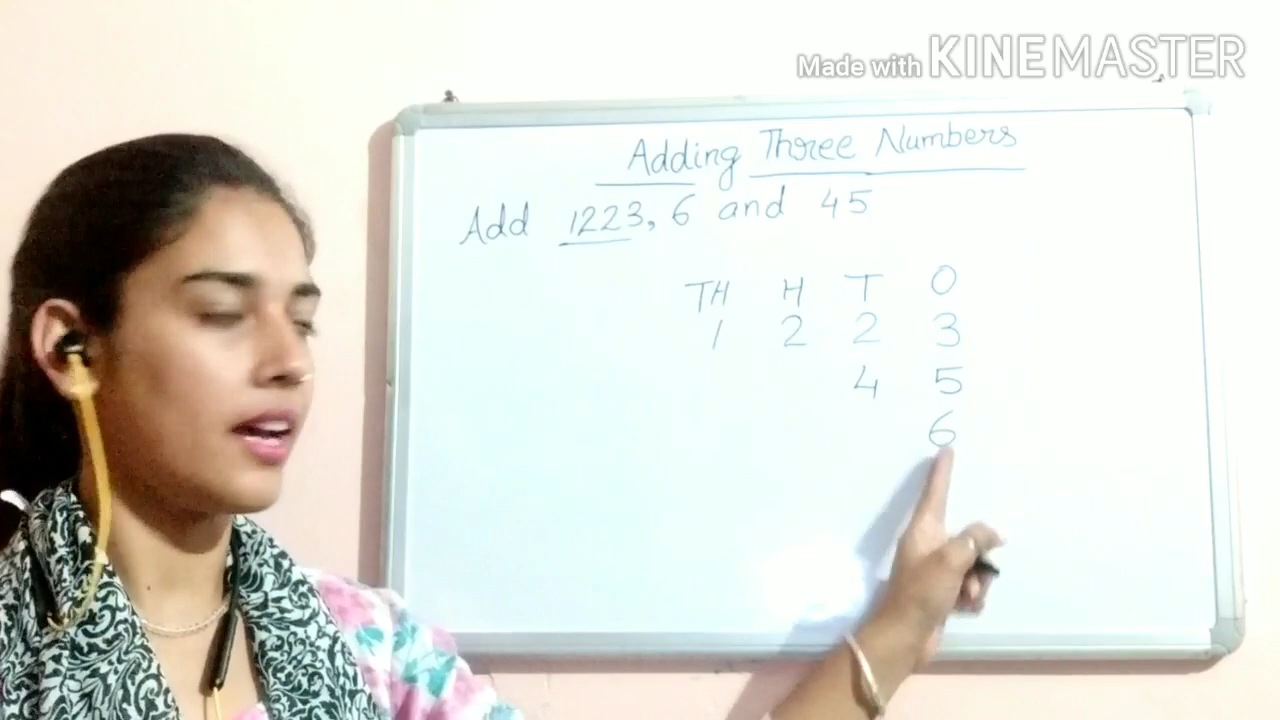 Made with KINEMASTER
Adding Three Numbers
Add 1223, 6 and 45
TH H T O
1 2 2 3
4 5
6